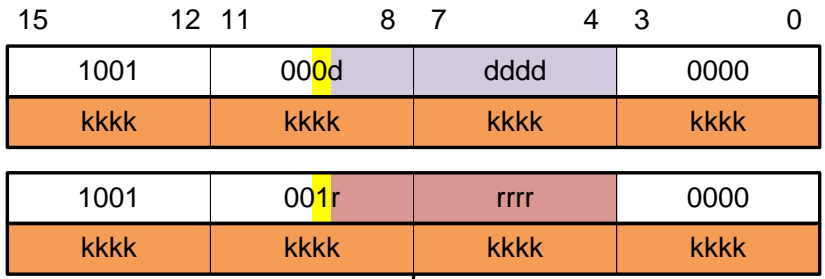 15 12 11 8 7 4 3 0
1001 000d dddd 0000
kkkk kkkk kkkk kkkk
1001 001r rrrr 0000
kkkk kkkk kkkk kkkk